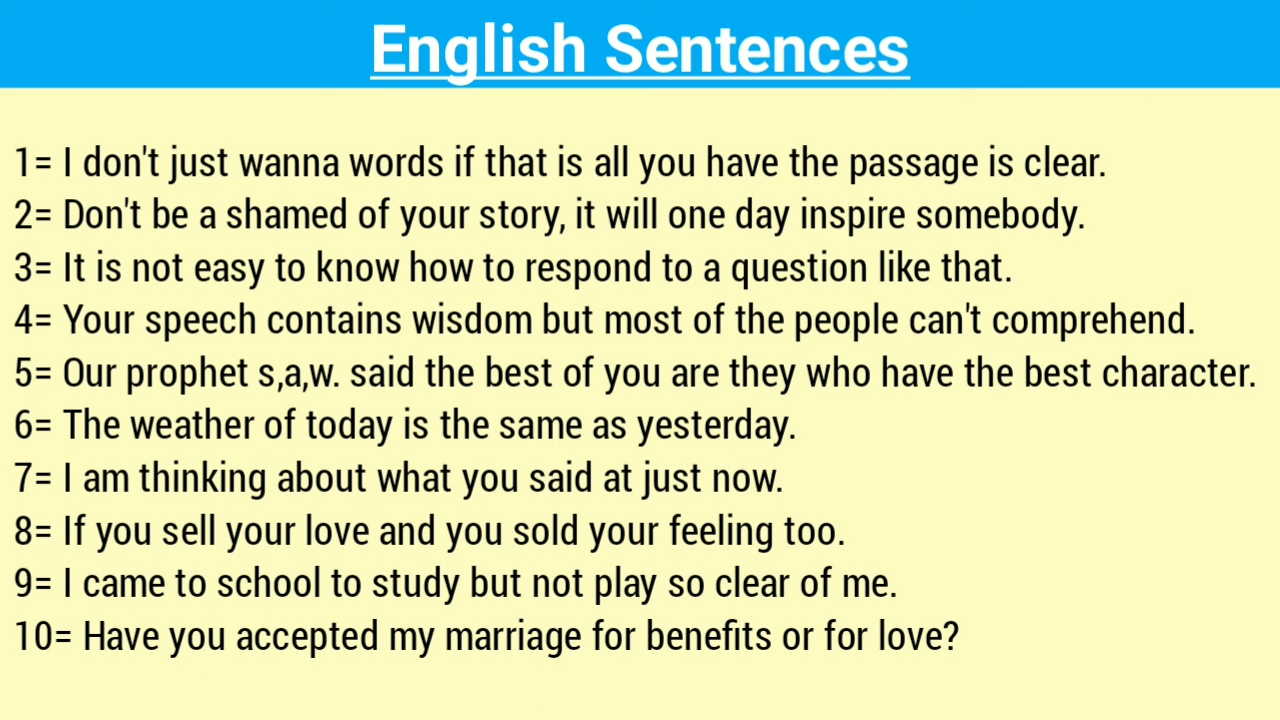 English Sentences
1= I don't just wanna words if that is all you have the passage is clear.
2= Don't be a shamed of your story, it will one day inspire somebody.
3= It is not easy to know how to respond to a question like that.
4= Your speech contains wisdom but most of the people can't comprehend.
5= Our prophet s,a,w. said the best of you are they who have the best character.
6= The weather of today is the same as yesterday.
7= I am thinking about what you said at just now.
8= If you sell your love and you sold your feeling too.
9= I came to school to study but not play so clear of me.
10= Have you accepted my marriage for benefits or for love?